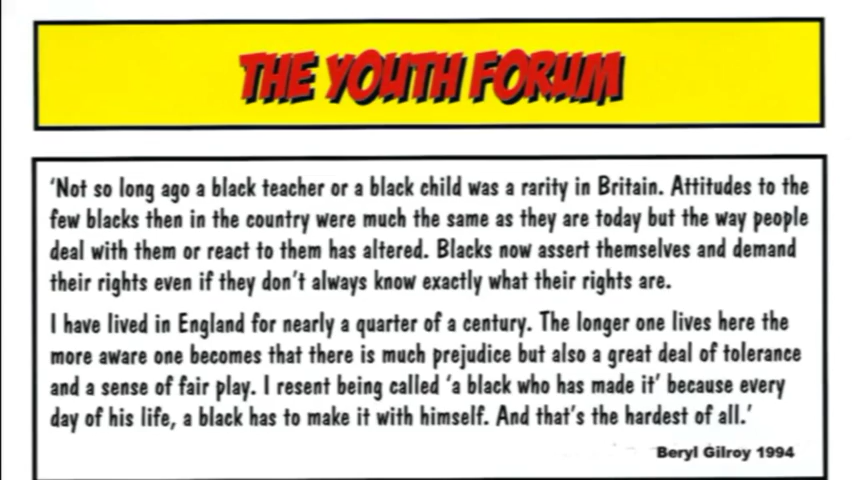 THE YOUTH FORUM
'Not so long ago a black teacher or a black child was a rarity in Britain. Attitudes to the
few blacks then in the country were much the same as they are today but the way people
deal with them or react to them has altered. Blacks now assert themselves and demand
their rights even if they don't always know exactly what their rights are.
I have lived in England for nearly a quarter of a century. The longer one lives here the
more aware one becomes that there is much prejudice but also a great deal of tolerance
and a sense of fair play. I resent being called 'a black who has made it' because every
day of his life, a black has to make it with himself. And that's the hardest of all.'
Beryl Gilroy 1994